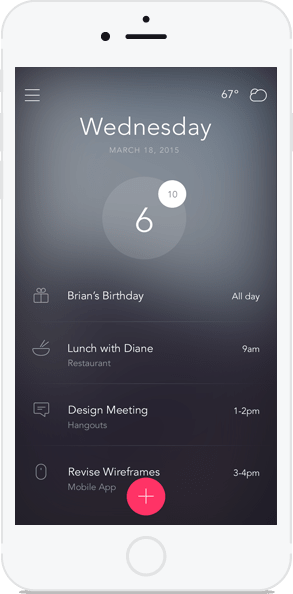 67°
Wednesday
MARCH 18, 2015
10
6
Brian's Birthday All day
Lunch with Diane 9am
Restaurant
Design Meeting 1-2pm
Hangouts
Revise Wireframes 3-4pm
Mobile App
+